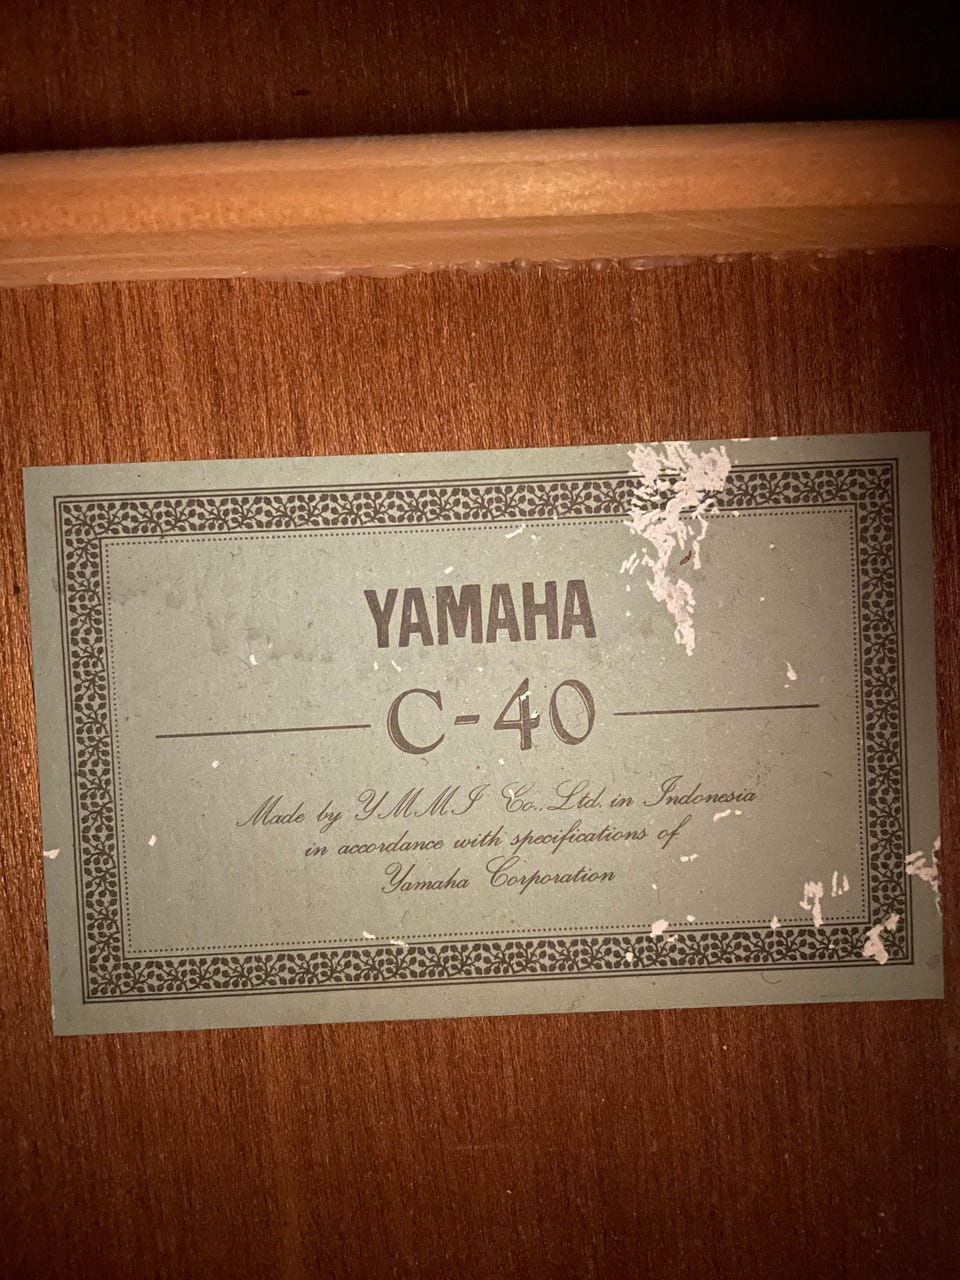 YAMAHA
C-40
Made by YMMI Co., Ltd. in Indonesia
in accordance with specifications of
Yamaha Corporation